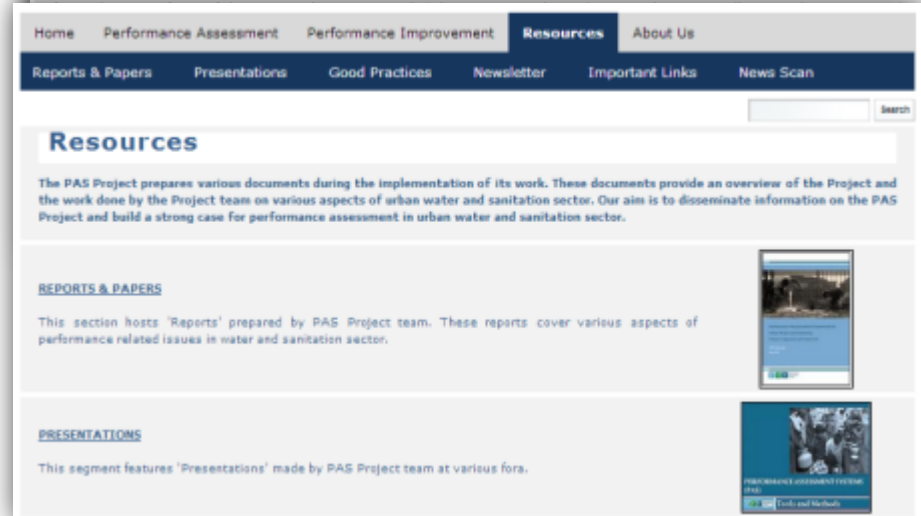 Home Performance Assessment Performance Improvement Resources About Us
Reports & Papers Presentations Good Practices Newsletter Important Links News Scan
Search
Resources
The PAS Project prepares various documents during the implementation of its work. These documents provide an overview of the Project and
the work done by the Project team on various aspects of urban water and sanitation sector. Our aim is to disseminate information on the PAS
Project and build a strong case for performance assessment in urban water and sanitation sector.
REPORTS & PAPERS
This section hosts 'Reports' prepared by PAS Project team. These reports cover various aspects of
performance related issues in water and sanitation sector.
PRESENTATIONS
This segment features 'Presentations' made by PAS Project team at various fora.
PERFORMANCE ASSESSMENT SYSTEMS
(PAS)
Tools and Methods